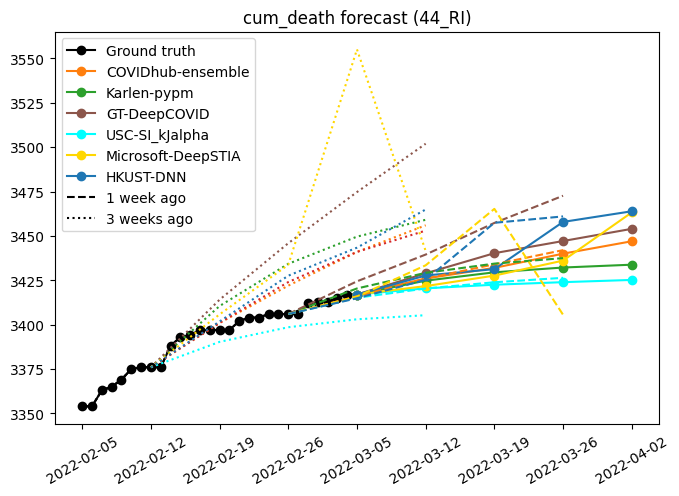 cum_death forecast (44_RI)
3550
3525
3500
3475
3450
3425
3400
3375
3350
Ground truth
COVIDhub-ensemble
Karlen-pypm
GT-DeepCOVID
USC-SI_kJalpha
Microsoft-DeepSTIA
HKUST-DNN
1 week ago
3 weeks ago
2022-02-05
2022-02-12
2022-02-19
2022-02-26
2022-03-05
2022-03-12
2022-03-19
2022-03-26
2022-04-02